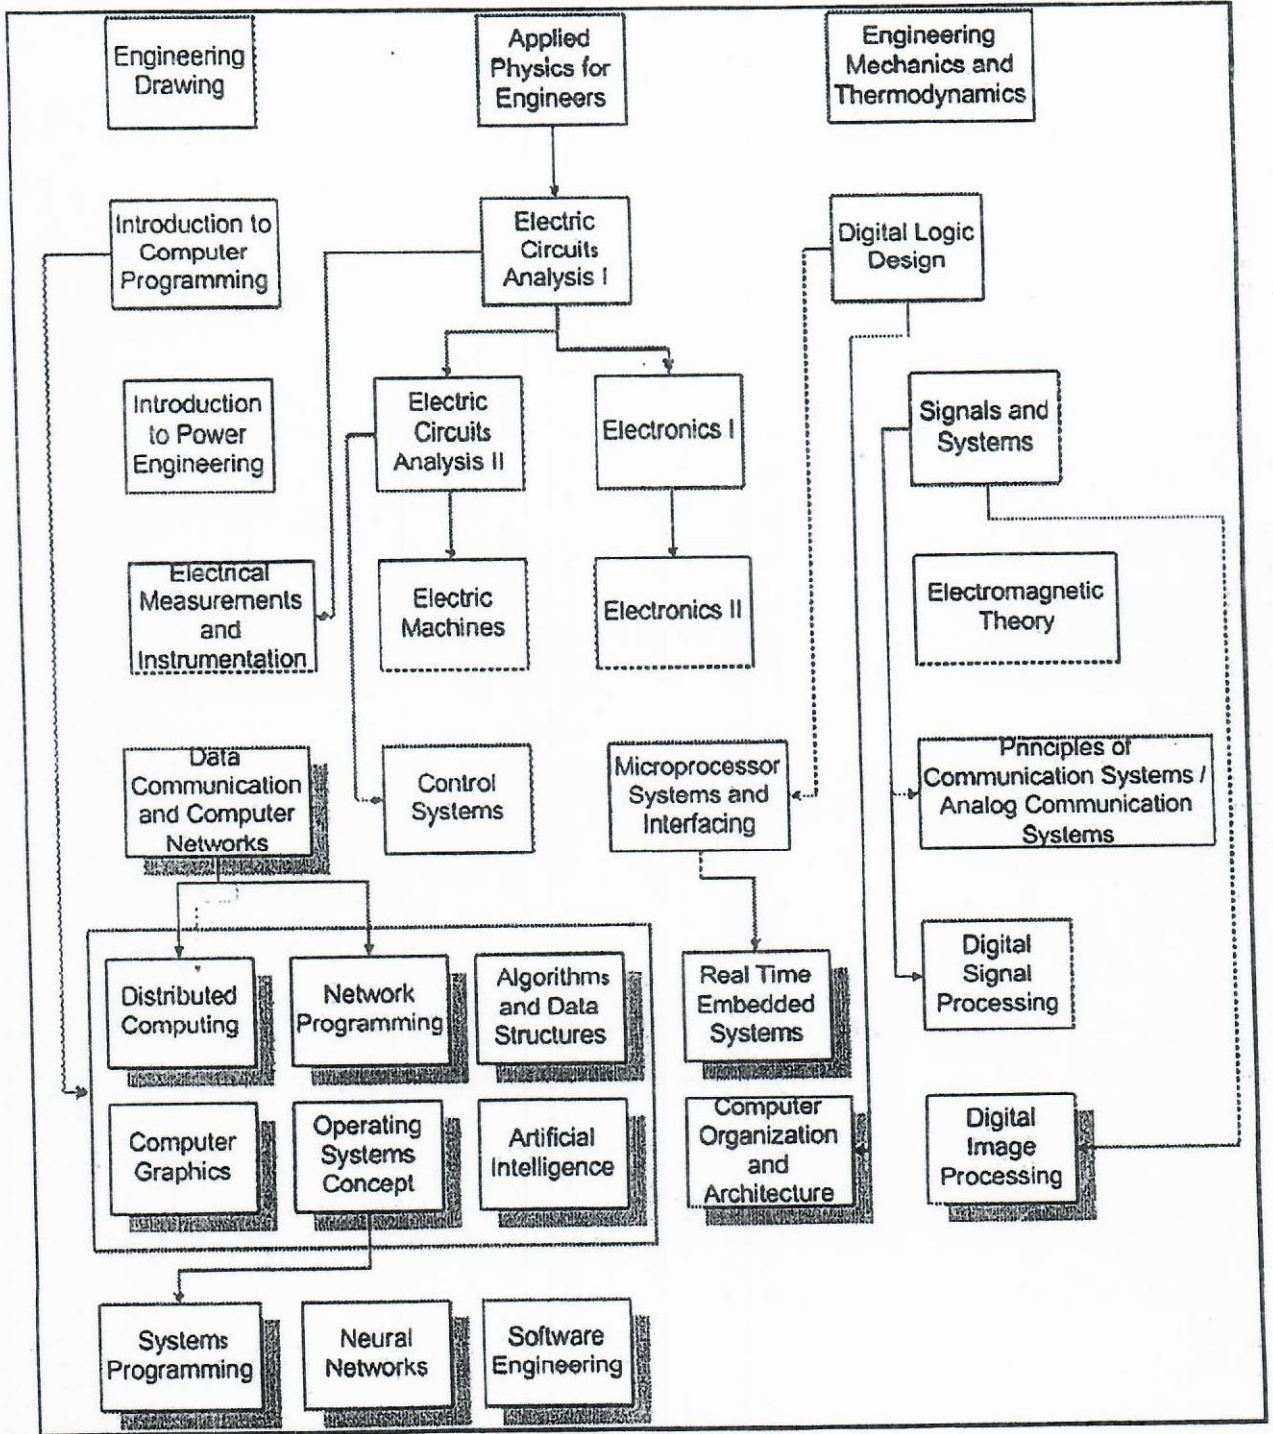 Engineering
Drawing
Applied
Physics for
Engineers
Engineering
Mechanics and
Thermodynamics
Introduction to
Computer
Programming
Electric
Circuits
Analysis I
Digital Logic
Design
Introduction
to Power
Engineering
Electric
Circuits
Analysis II
Electronics I
Signals and
Systems
Electrical
Measurements
and
Instrumentation
Electric
Machines
Electronics II
Electromagnetic
Theory
Data
Communication
and Computer
Networks
Control
Systems
Microprocessor
Systems and
Interfacing
Principles of
Communication Systems /
Analog Communication
Systems
Distributed
Computing
Network
Programming
Algorithms
and Data
Structures
Real Time
Embedded
Systems
Digital
Signal
Processing
Computer
Graphics
Operating
Systems
Concept
Artificial
Intelligence
Computer
Organization
and
Architecture
Digital
Image
Processing
Systems
Programming
Neural
Networks
Software
Engineering